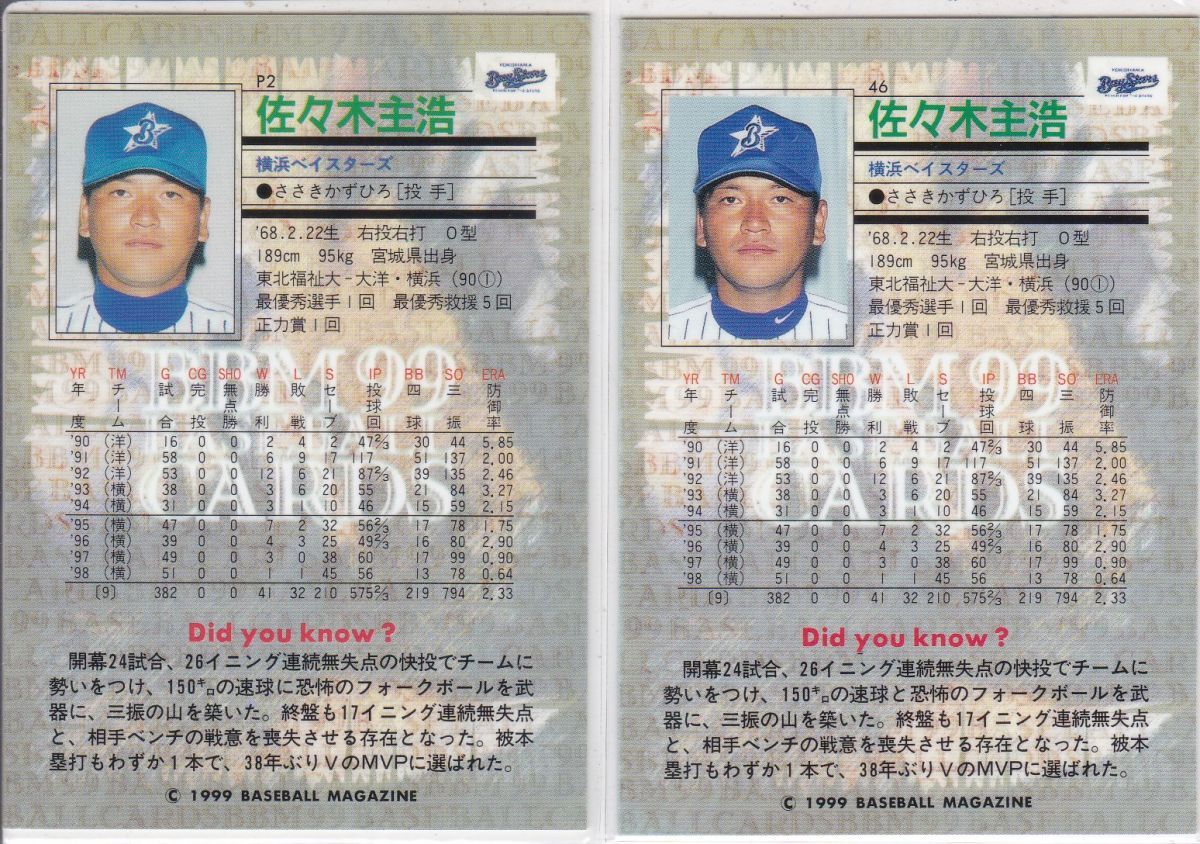 P2
YOKOHAMA
BayStars
佐々木主浩
横浜ベイスターズ
●ささきかずひろ[投 手]
'68.2.22生 右投右打 O型
189cm 95kg 宮城県出身
東北福祉大−大洋・横浜（90①）
最優秀選手1回 最優秀救援5回
正力賞1回
BBM 99
BASEBALL
CARDS
YR TM G CG SHO W L S IP BB SO ERA
年度 チーム 試合 完投 無点勝 勝利 敗戦 セーブ 投球回 四球 三振 防御率
'90 (洋) 16 0 0 2 4 2 47⅔ 30 44 5.85
'91 (洋) 58 0 0 6 9 17 117 51 137 2.00
'92 (洋) 53 0 0 12 6 21 87⅔ 39 135 2.46
'93 (横) 38 0 0 3 6 20 55 21 84 3.27
'94 (横) 31 0 0 3 1 10 46 15 59 2.15
'95 (横) 47 0 0 7 2 32 56⅔ 17 78 1.75
'96 (横) 39 0 0 4 3 25 49⅔ 16 80 2.90
'97 (横) 49 0 0 3 0 38 60 17 99 0.90
'98 (横) 51 0 0 1 1 45 56 13 78 0.64
〔9〕 382 0 0 41 32 210 575⅔ 219 794 2.33
Did you know?
開幕24試合、26イニング連続無失点の快投でチームに
勢いをつけ、150㌔の速球に恐怖のフォークボールを武
器に、三振の山を築いた。終盤も17イニング連続無失点
と、相手ベンチの戦意を喪失させる存在となった。被本
塁打もわずか1本で、38年ぶりVのMVPに選ばれた。
© 1999 BASEBALL MAGAZINE
46
YOKOHAMA
BayStars
佐々木主浩
横浜ベイスターズ
●ささきかずひろ[投 手]
'68.2.22生 右投右打 O型
189cm 95kg 宮城県出身
東北福祉大−大洋・横浜（90①）
最優秀選手1回 最優秀救援5回
正力賞1回
BBM 99
BASEBALL
CARDS
YR TM G CG SHO W L S IP BB SO ERA
年度 チーム 試合 完投 無点勝 勝利 敗戦 セーブ 投球回 四球 三振 防御率
'90 (洋) 16 0 0 2 4 2 47⅔ 30 44 5.85
'91 (洋) 58 0 0 6 9 17 117 51 137 2.00
'92 (洋) 53 0 0 12 6 21 87⅔ 39 135 2.46
'93 (横) 38 0 0 3 6 20 55 21 84 3.27
'94 (横) 31 0 0 3 1 10 46 15 59 2.15
'95 (横) 47 0 0 7 2 32 56⅔ 17 78 1.75
'96 (横) 39 0 0 4 3 25 49⅔ 16 80 2.90
'97 (横) 49 0 0 3 0 38 60 17 99 0.90
'98 (横) 51 0 0 1 1 45 56 13 78 0.64
〔9〕 382 0 0 41 32 210 575⅔ 219 794 2.33
Did you know?
開幕24試合、26イニング連続無失点の快投でチームに
勢いをつけ、150㌔の速球と恐怖のフォークボールを武
器に、三振の山を築いた。終盤も17イニング連続無失点
と、相手ベンチの戦意を喪失させる存在となった。被本
塁打もわずか1本で、38年ぶりVのMVPに選ばれた。
© 1999 BASEBALL MAGAZINE